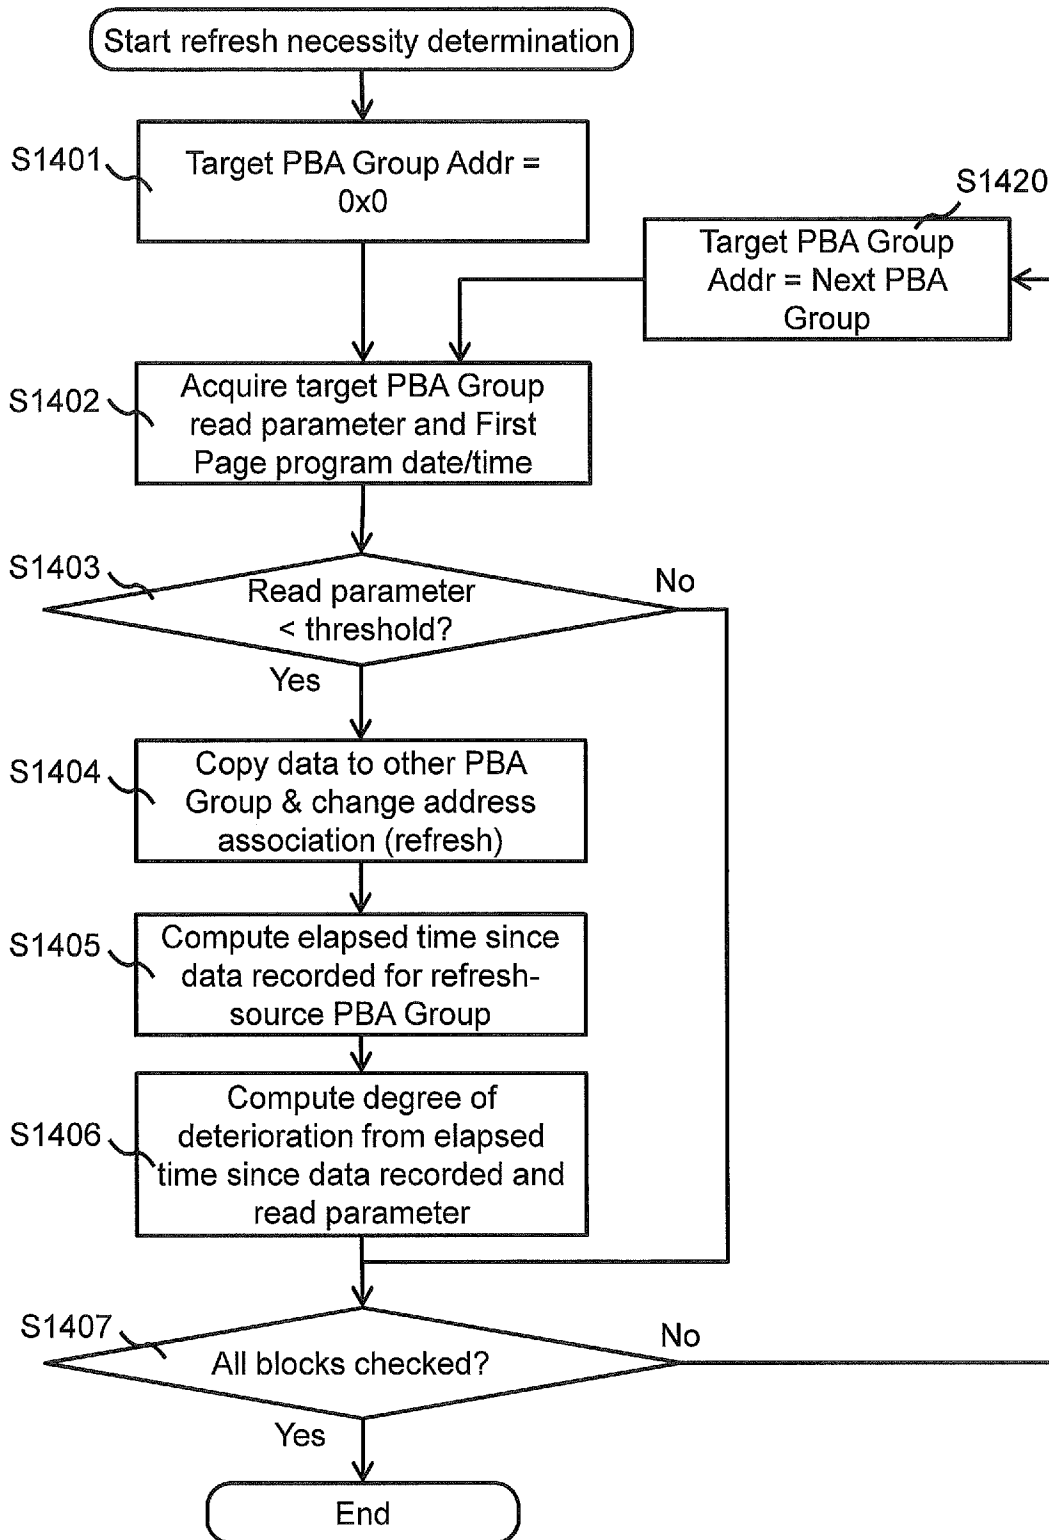 Start refresh necessity determination
S1401
Target PBA Group Addr =
0x0
S1420
Target PBA Group
Addr = Next PBA
Group
S1402
Acquire target PBA Group
read parameter and First
Page program date/time
S1403
Read parameter
< threshold?
No
Yes
S1404
Copy data to other PBA
Group & change address
association (refresh)
S1405
Compute elapsed time since
data recorded for refresh-
source PBA Group
S1406
Compute degree of
deterioration from elapsed
time since data recorded and
read parameter
S1407
All blocks checked?
No
Yes
End